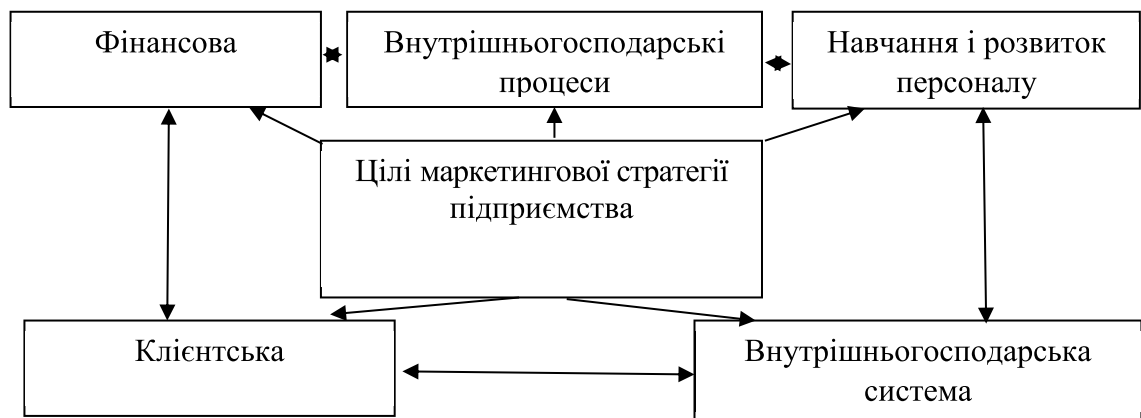 Фінансова
Внутрішньогосподарські
процеси
Навчання і розвиток
персоналу
Цілі маркетингової стратегії
підприємства
Клієнтська
Внутрішньогосподарська
система